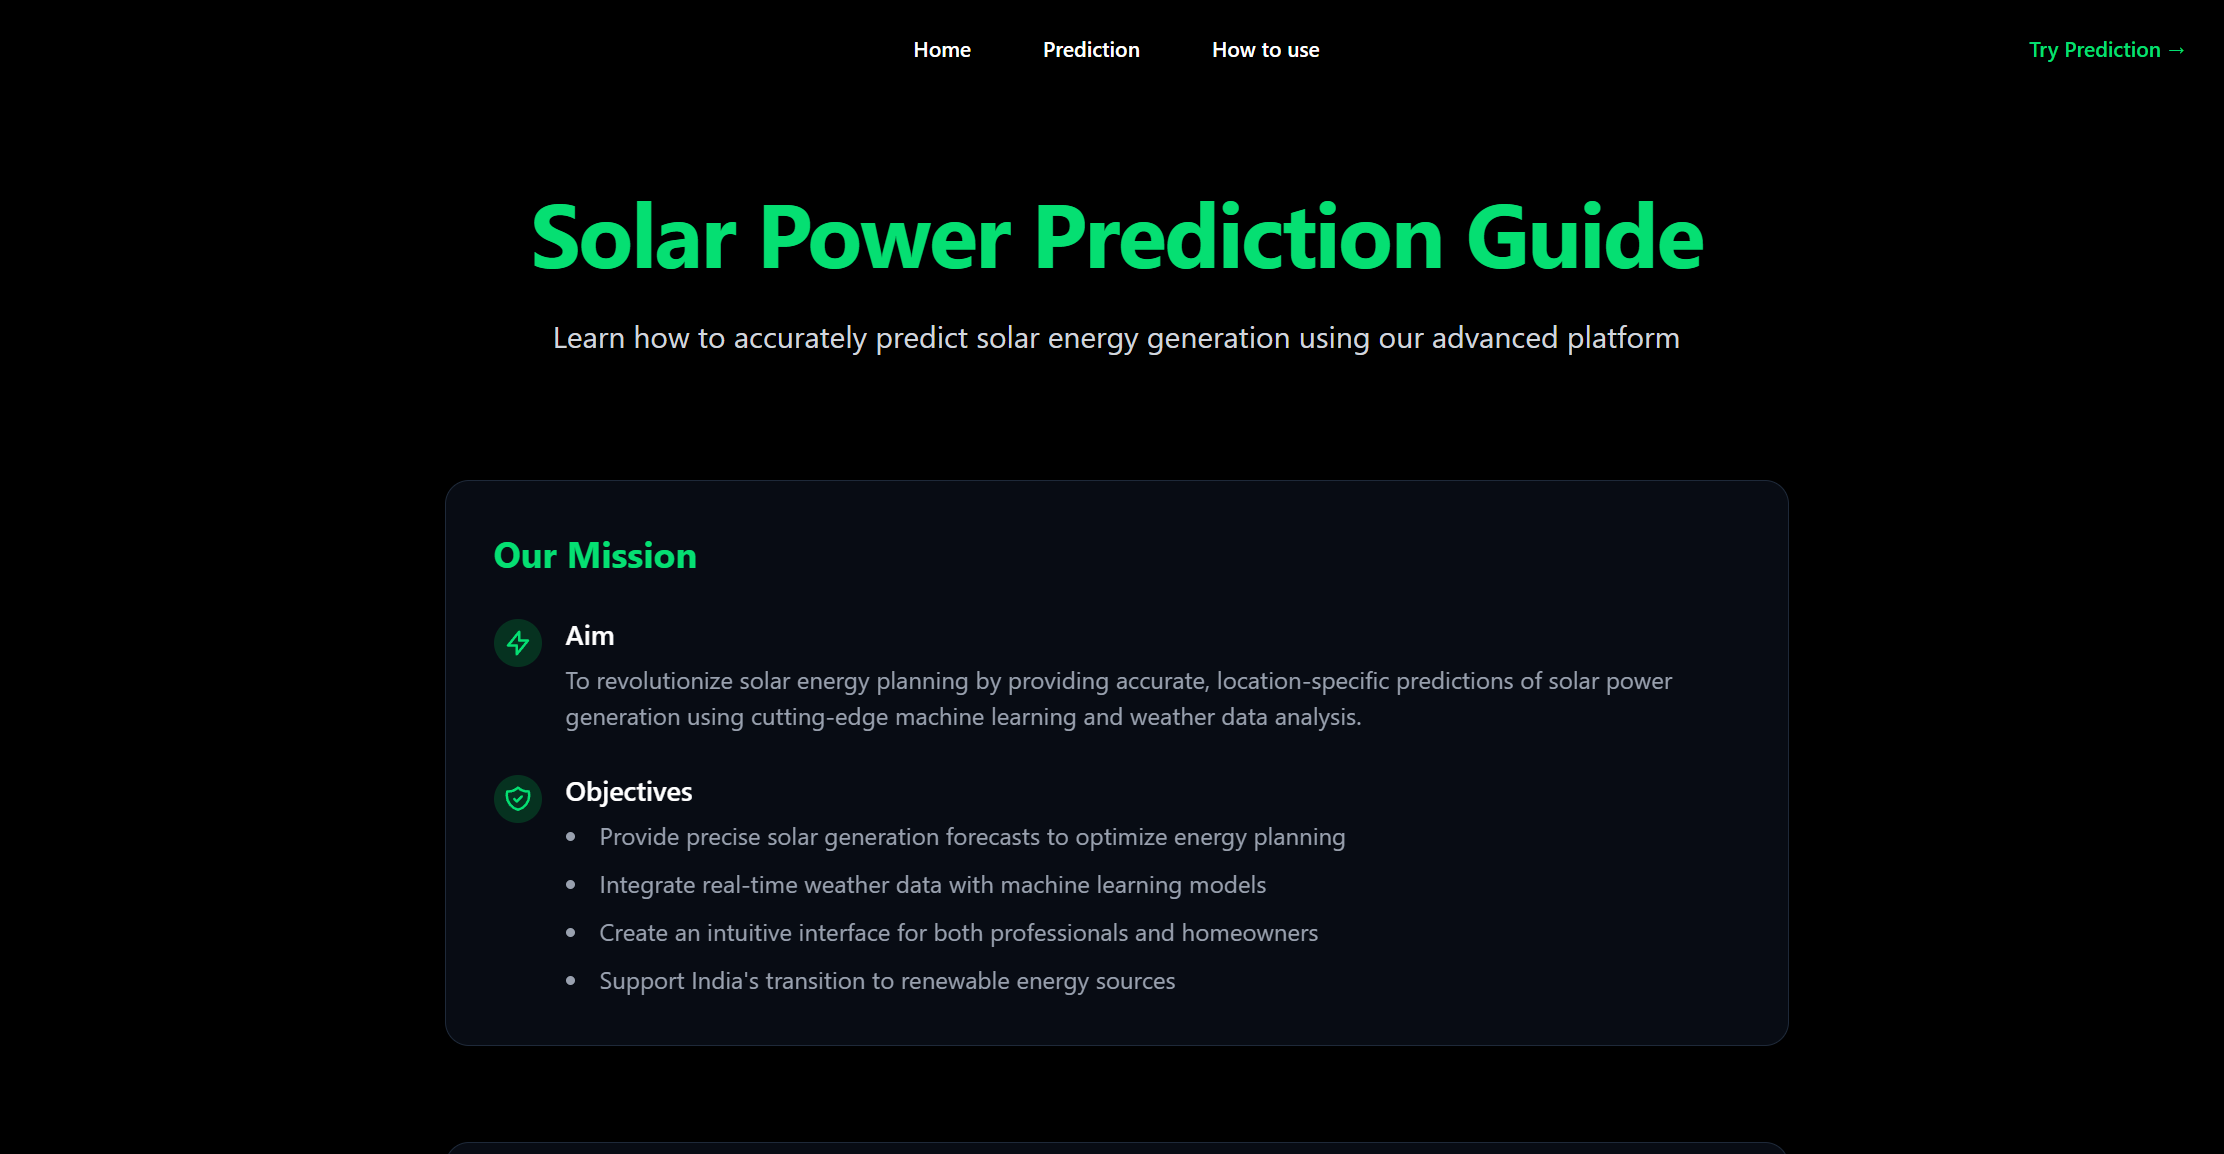 Home Prediction How to use Try Prediction →
Solar Power Prediction Guide
Learn how to accurately predict solar energy generation using our advanced platform
Our Mission
Aim
To revolutionize solar energy planning by providing accurate, location-specific predictions of solar power
generation using cutting-edge machine learning and weather data analysis.
Objectives
• Provide precise solar generation forecasts to optimize energy planning
• Integrate real-time weather data with machine learning models
• Create an intuitive interface for both professionals and homeowners
• Support India's transition to renewable energy sources